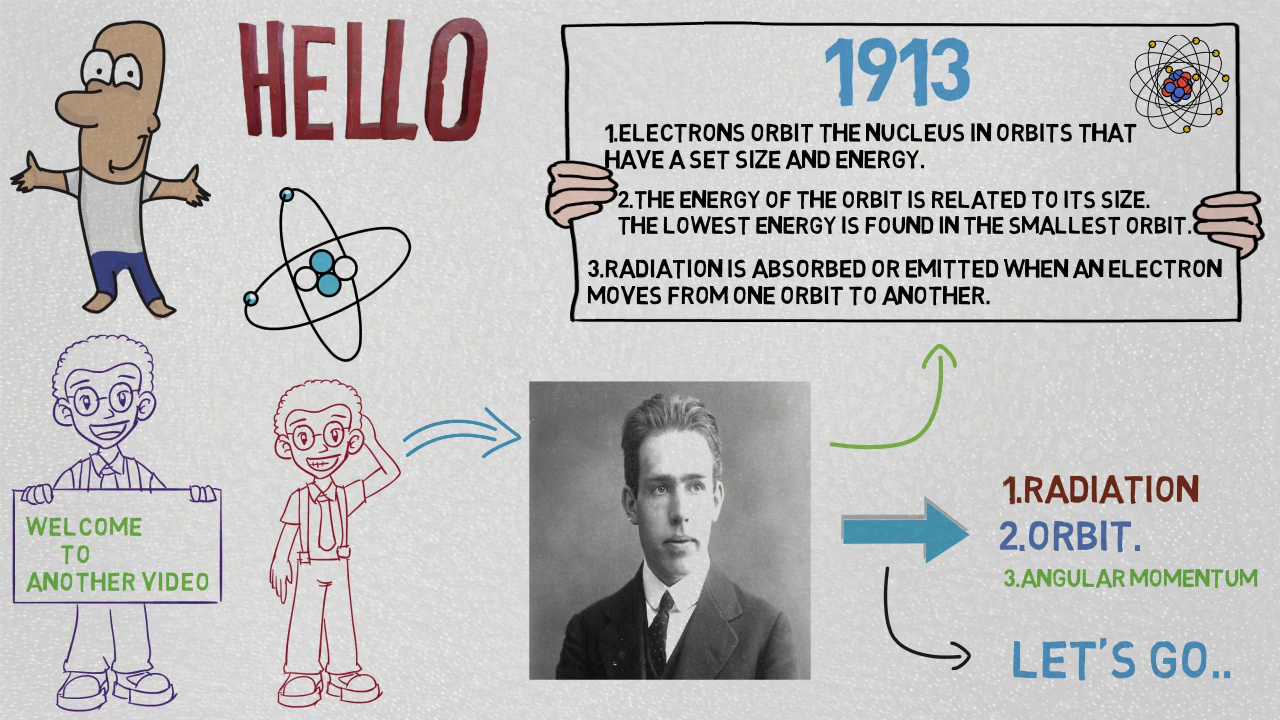 HELLO
1913
1.ELECTRONS ORBIT THE NUCLEUS IN ORBITS THAT
HAVE A SET SIZE AND ENERGY.
2.THE ENERGY OF THE ORBIT IS RELATED TO ITS SIZE.
THE LOWEST ENERGY IS FOUND IN THE SMALLEST ORBIT.
3.RADIATION IS ABSORBED OR EMITTED WHEN AN ELECTRON
MOVES FROM ONE ORBIT TO ANOTHER.
WELCOME
TO
ANOTHER VIDEO
1.RADIATION
2.ORBIT.
3.ANGULAR MOMENTUM
LET'S GO..